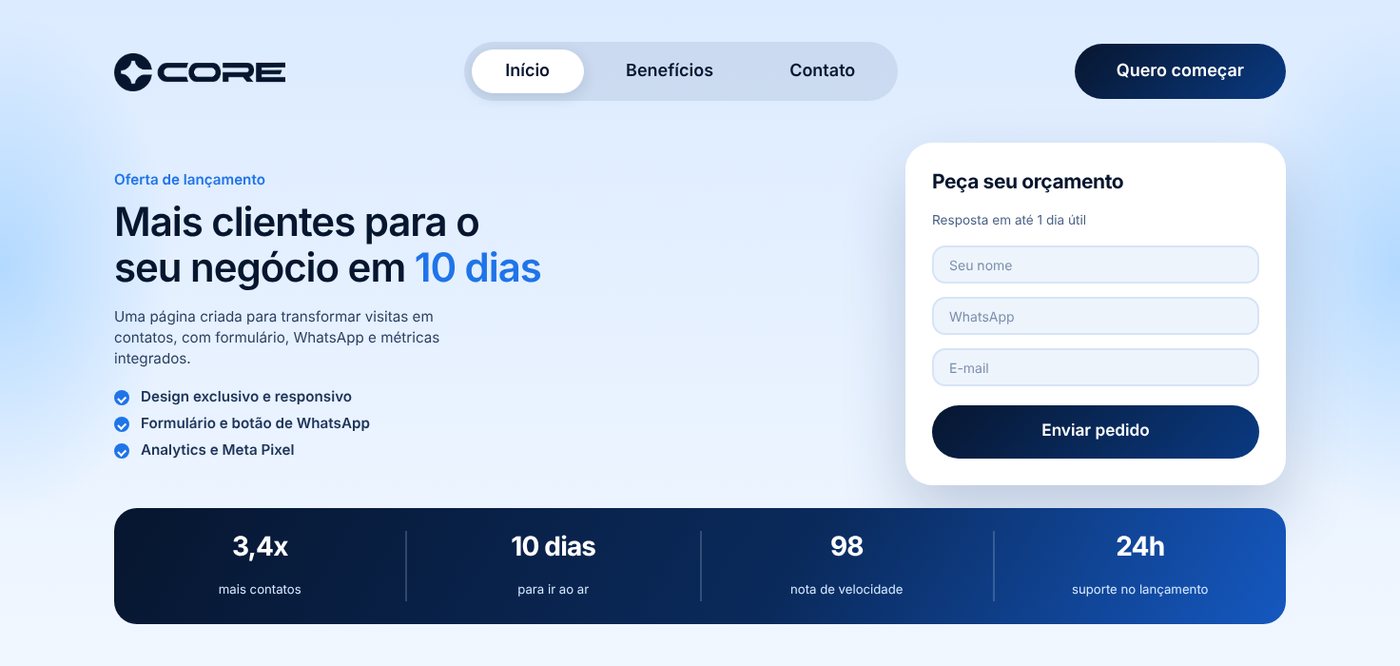 CORE
Início
Benefícios
Contato
Quero começar
Oferta de lançamento
Mais clientes para o
seu negócio em 10 dias
Uma página criada para transformar visitas em
contatos, com formulário, WhatsApp e métricas
integrados.
Design exclusivo e responsivo
Formulário e botão de WhatsApp
Analytics e Meta Pixel
Peça seu orçamento
Resposta em até 1 dia útil
Seu nome
WhatsApp
E-mail
Enviar pedido
3,4x
mais contatos
10 dias
para ir ao ar
98
nota de velocidade
24h
suporte no lançamento